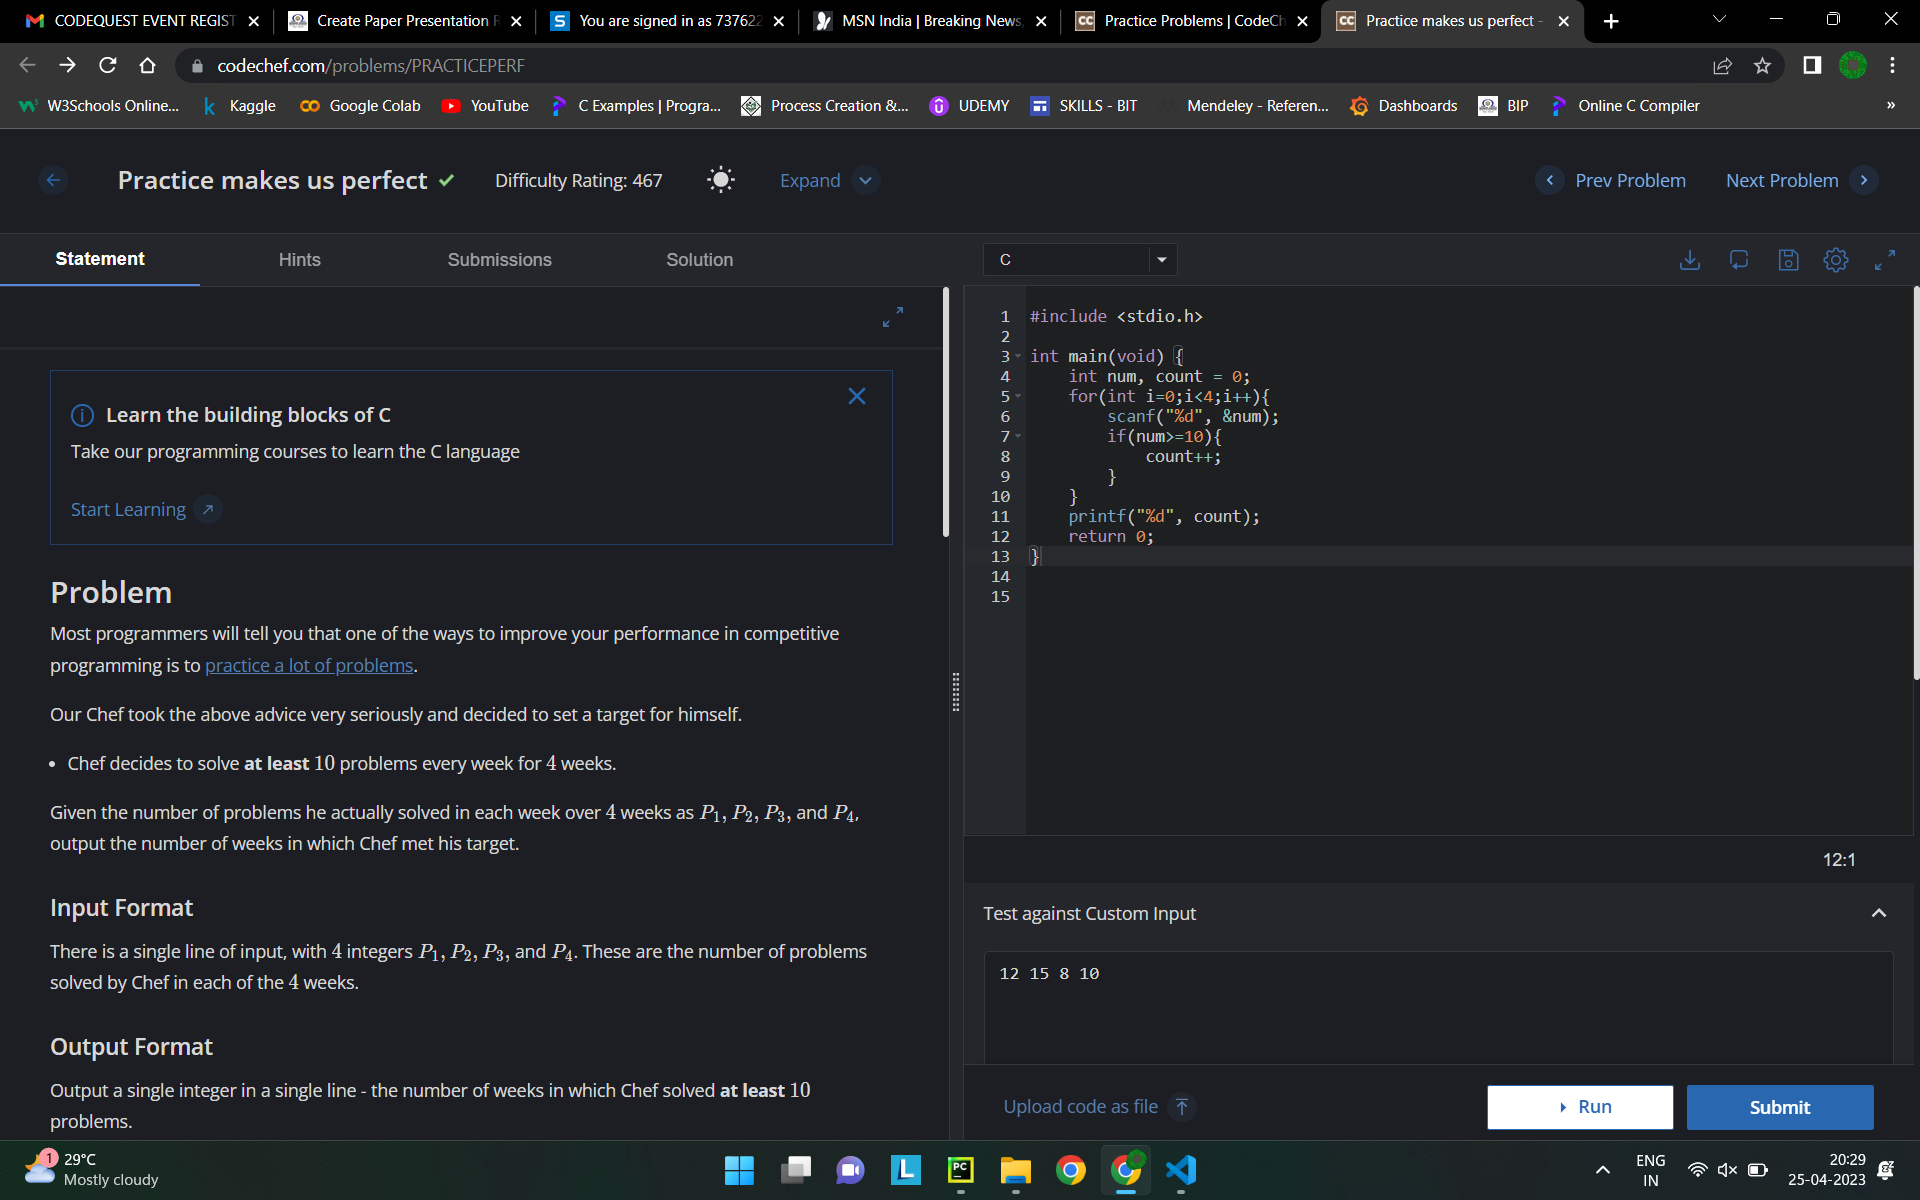 CODEQUEST EVENT REGIST
Create Paper Presentation R
You are signed in as 737622
MSN India | Breaking News,
Practice Problems | CodeCh
Practice makes us perfect -
codechef.com/problems/PRACTICEPERF
W3Schools Online...
Kaggle
Google Colab
YouTube
C Examples | Progra...
Process Creation &...
UDEMY
SKILLS - BIT
Mendeley - Referen...
Dashboards
BIP
Online C Compiler
»
Practice makes us perfect
Difficulty Rating: 467
Expand
Prev Problem
Next Problem
Statement
Hints
Submissions
Solution
Learn the building blocks of C
Take our programming courses to learn the C language
Start Learning
Problem
Most programmers will tell you that one of the ways to improve your performance in competitive
programming is to practice a lot of problems.
Our Chef took the above advice very seriously and decided to set a target for himself.
• Chef decides to solve at least 10 problems every week for 4 weeks.
Given the number of problems he actually solved in each week over 4 weeks as P₁, P₂, P₃, and P₄,
output the number of weeks in which Chef met his target.
Input Format
There is a single line of input, with 4 integers P₁, P₂, P₃, and P₄. These are the number of problems
solved by Chef in each of the 4 weeks.
Output Format
Output a single integer in a single line - the number of weeks in which Chef solved at least 10
problems.
C
1 #include <stdio.h>
2
3 int main(void) {
4     int num, count = 0;
5     for(int i=0;i<4;i++){
6         scanf("%d", &num);
7         if(num>=10){
8             count++;
9         }
10     }
11     printf("%d", count);
12     return 0;
13 }
14
15
12:1
Test against Custom Input
12 15 8 10
Upload code as file
Run
Submit
1
29°C
Mostly cloudy
L
PC
ENG
IN
20:29
25-04-2023